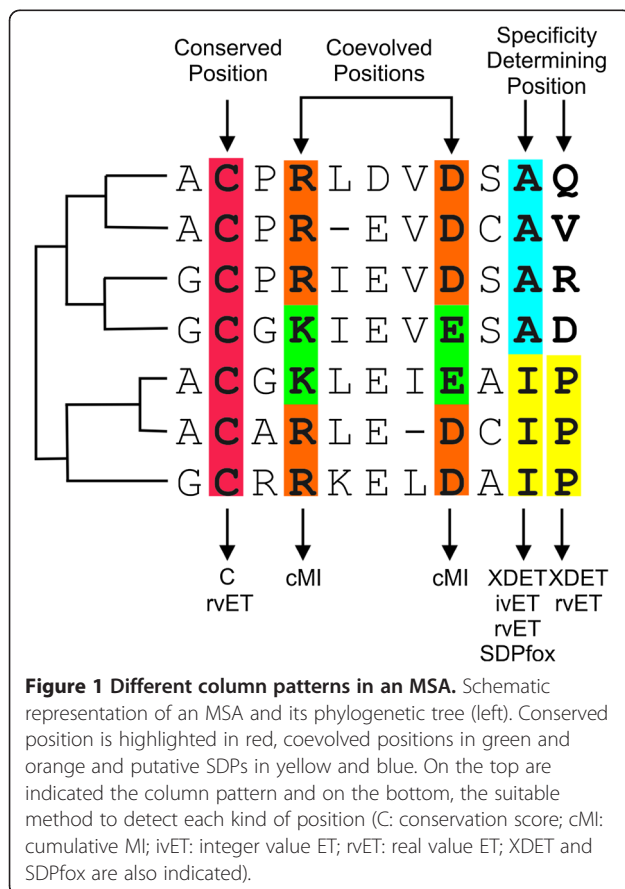 Conserved Position
Coevolved Positions
Specificity Determining Position
A C P R L D V D S A Q
A C P R - E V D C A V
G C P R I E V D S A R
G C G K I E V E S A D
A C G K L E I E A I P
A C A R L E - D C I P
G C R R K E L D A I P
C
rvET
cMI
cMI
XDET
ivET
rvET
SDPfox
XDET
rvET
Figure 1 Different column patterns in an MSA. Schematic
representation of an MSA and its phylogenetic tree (left). Conserved
position is highlighted in red, coevolved positions in green and
orange and putative SDPs in yellow and blue. On the top are
indicated the column pattern and on the bottom, the suitable
method to detect each kind of position (C: conservation score; cMI:
cumulative MI; ivET: integer value ET; rvET: real value ET; XDET and
SDPfox are also indicated).